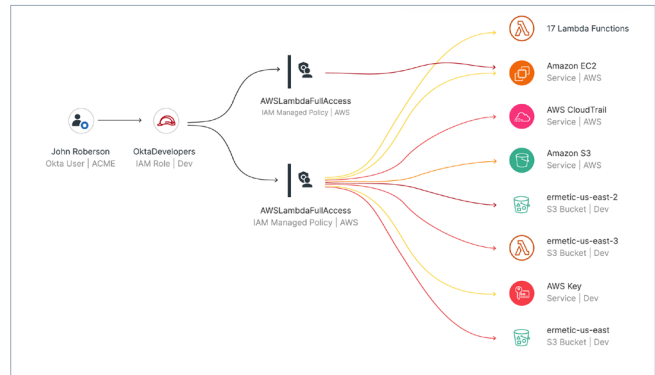 John Roberson
Okta User | ACME
OktaDevelopers
IAM Role | Dev
AWSLambdaFullAccess
IAM Managed Policy | AWS
AWSLambdaFullAccess
IAM Managed Policy | AWS
17 Lambda Functions
Amazon EC2
Service | AWS
AWS CloudTrail
Service | AWS
Amazon S3
Service | AWS
ermetic-us-east-2
S3 Bucket | Dev
ermetic-us-east-3
S3 Bucket | Dev
AWS Key
Service | Dev
ermetic-us-east
S3 Bucket | Dev